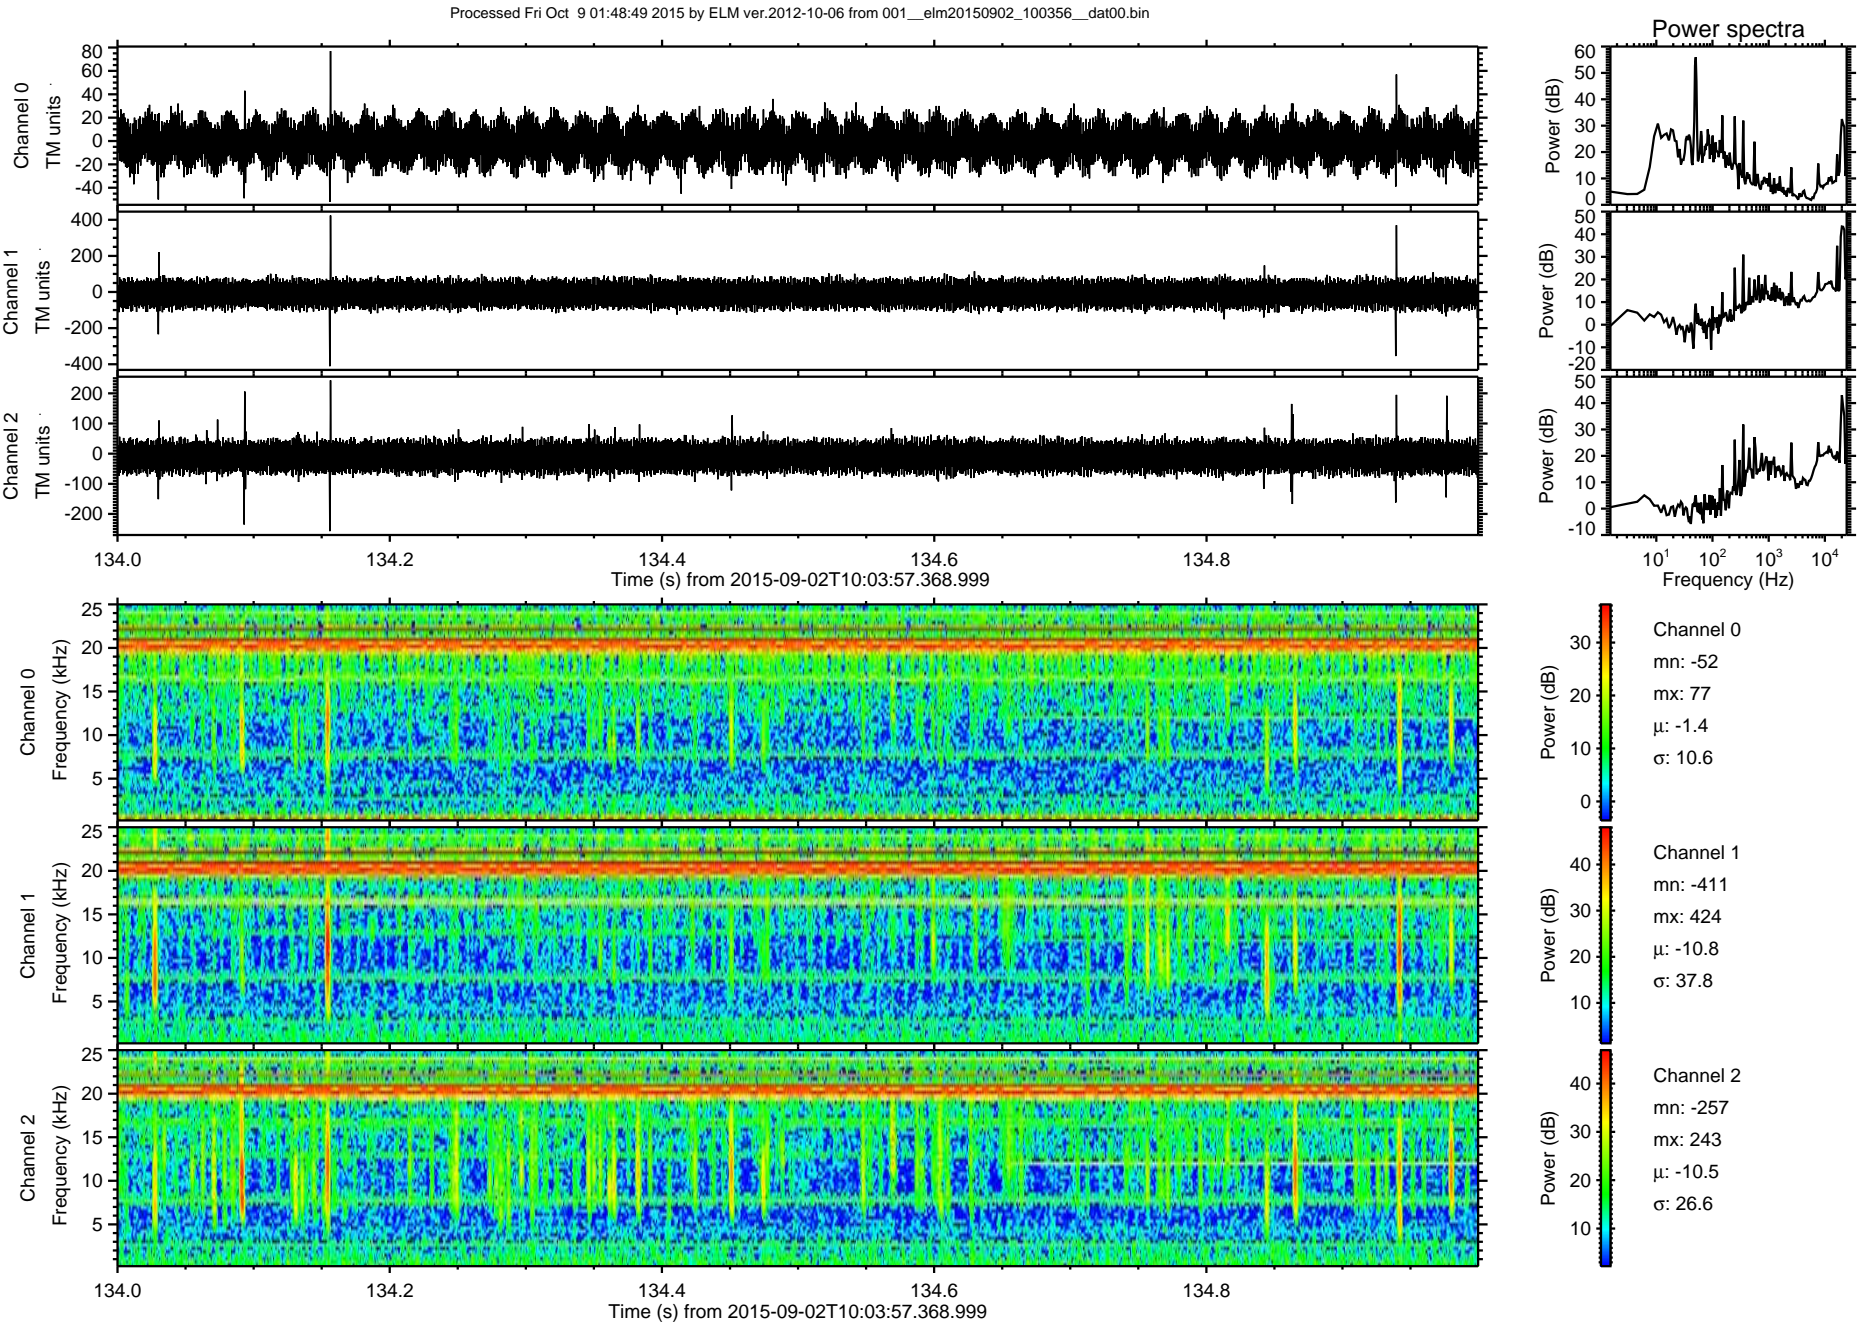 Processed Fri Oct  9 01:48:49 2015 by ELM ver.2012-10-06 from 001__elm20150902_100356__dat00.bin
Power spectra
Channel 0
TM units
80
60
40
20
0
-20
-40
Power (dB)
60
50
40
30
20
10
0
Channel 1
TM units
400
200
0
-200
-400
Power (dB)
50
40
30
20
10
0
-10
-20
Channel 2
TM units
200
100
0
-100
-200
Power (dB)
50
40
30
20
10
0
-10
134.0 134.2 134.4 134.6 134.8
Time (s) from 2015-09-02T10:03:57.368.999
10^1 10^2 10^3 10^4
Frequency (Hz)
Channel 0
Frequency (kHz)
25
20
15
10
5
Power (dB)
30
20
10
0
Channel 0
mn: -52
mx: 77
μ: -1.4
σ: 10.6
Channel 1
Frequency (kHz)
25
20
15
10
5
Power (dB)
40
30
20
10
Channel 1
mn: -411
mx: 424
μ: -10.8
σ: 37.8
Channel 2
Frequency (kHz)
25
20
15
10
5
Power (dB)
40
30
20
10
Channel 2
mn: -257
mx: 243
μ: -10.5
σ: 26.6
134.0 134.2 134.4 134.6 134.8
Time (s) from 2015-09-02T10:03:57.368.999